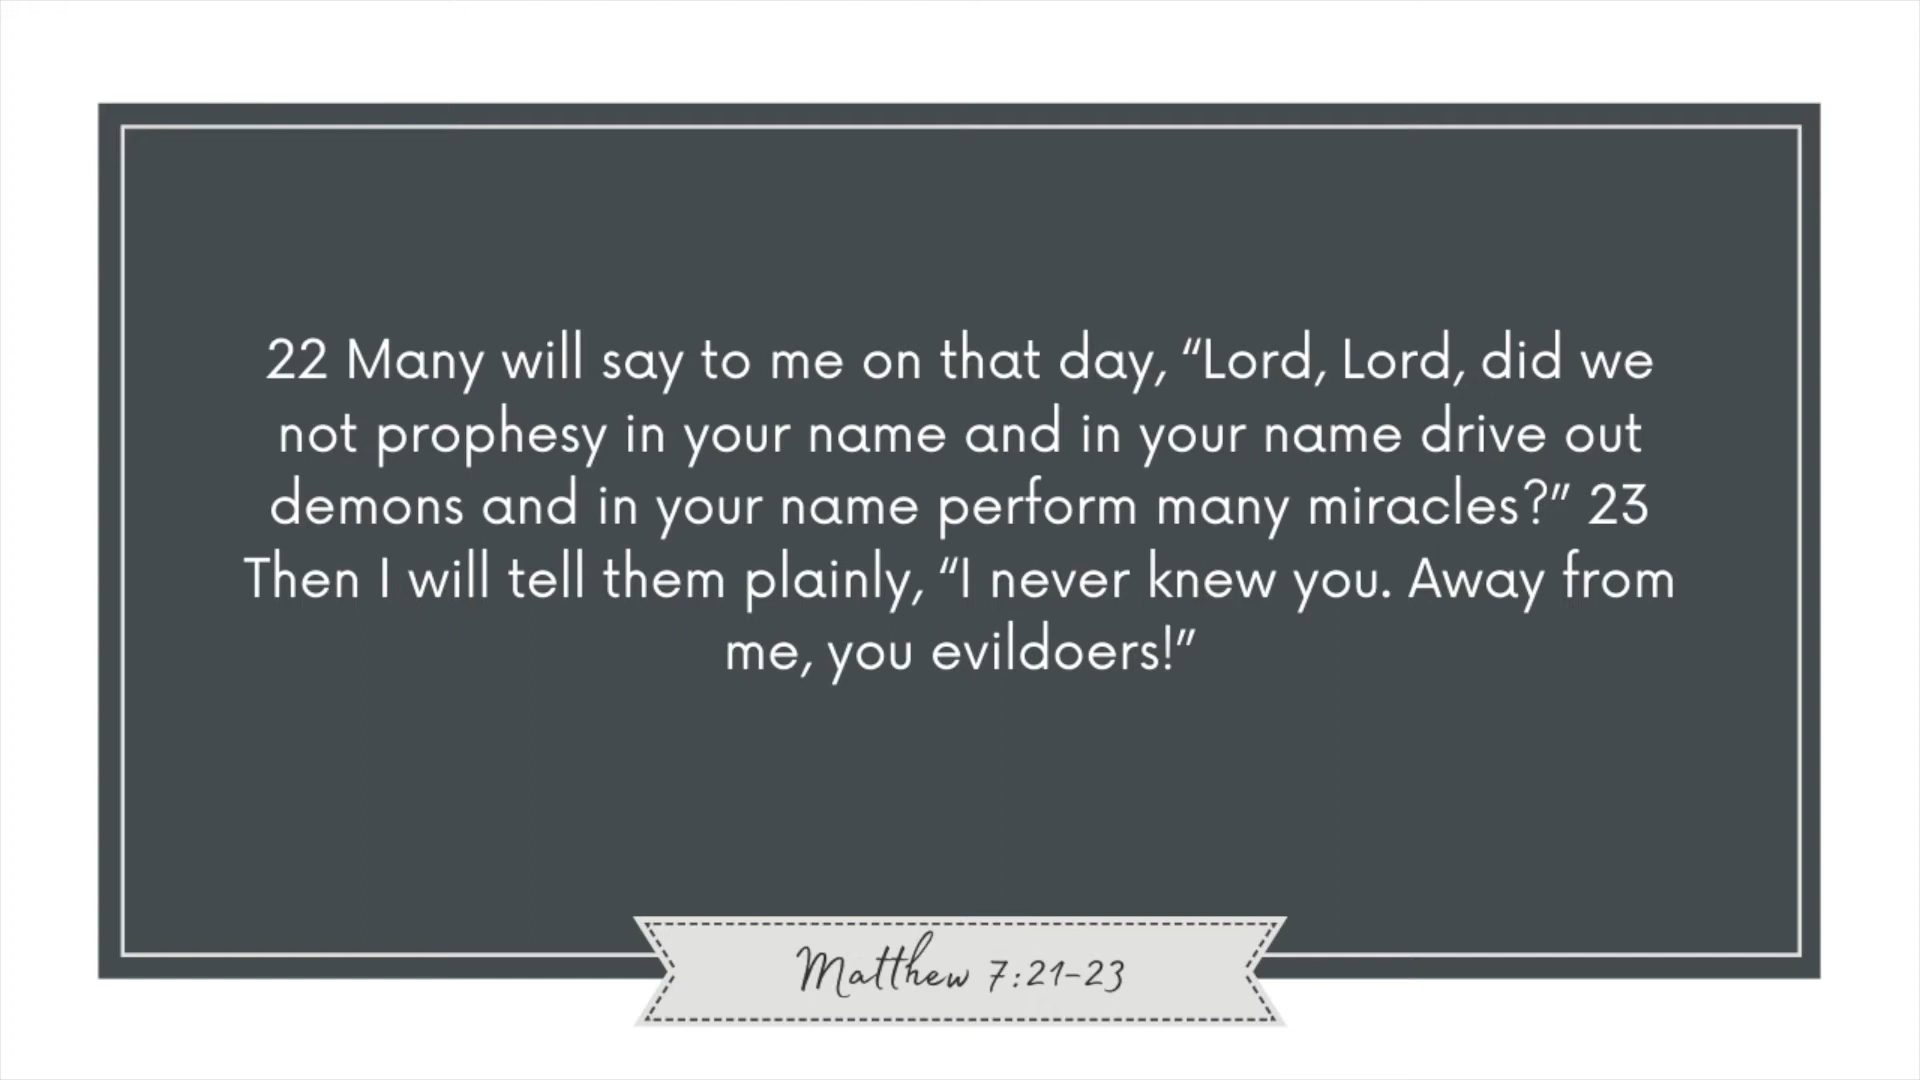 22 Many will say to me on that day, “Lord, Lord, did we
not prophesy in your name and in your name drive out
demons and in your name perform many miracles?” 23
Then I will tell them plainly, “I never knew you. Away from
me, you evildoers!”
Matthew 7:21-23